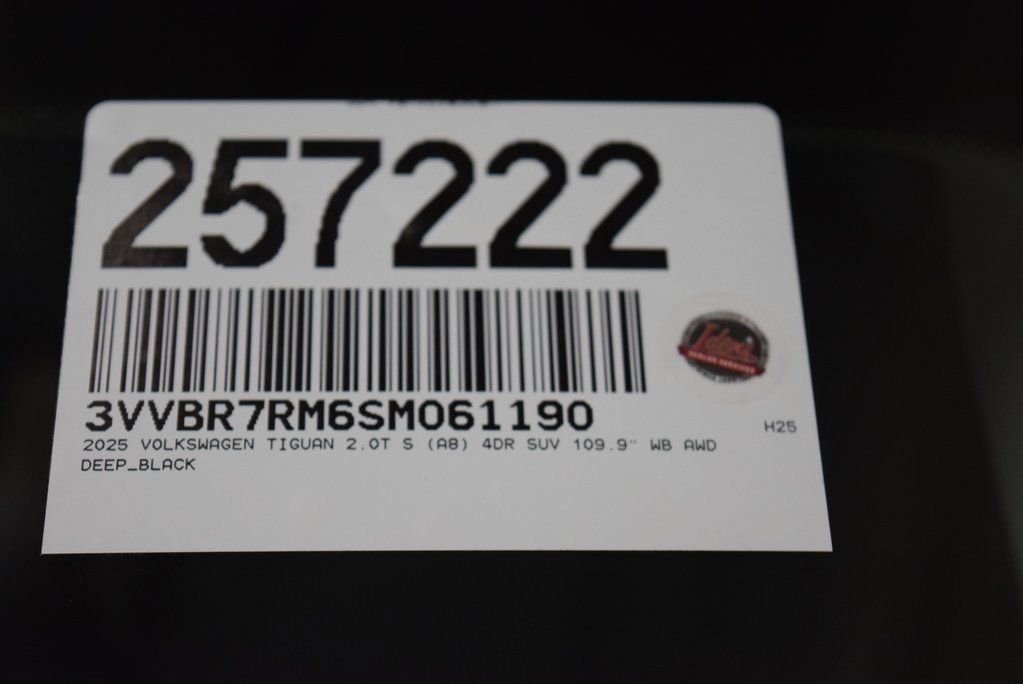 257222
3VVBR7RM6SM061190
H25
2025 VOLKSWAGEN TIGUAN 2.0T S (A8) 4DR SUV 109.9" WB AWD
DEEP_BLACK